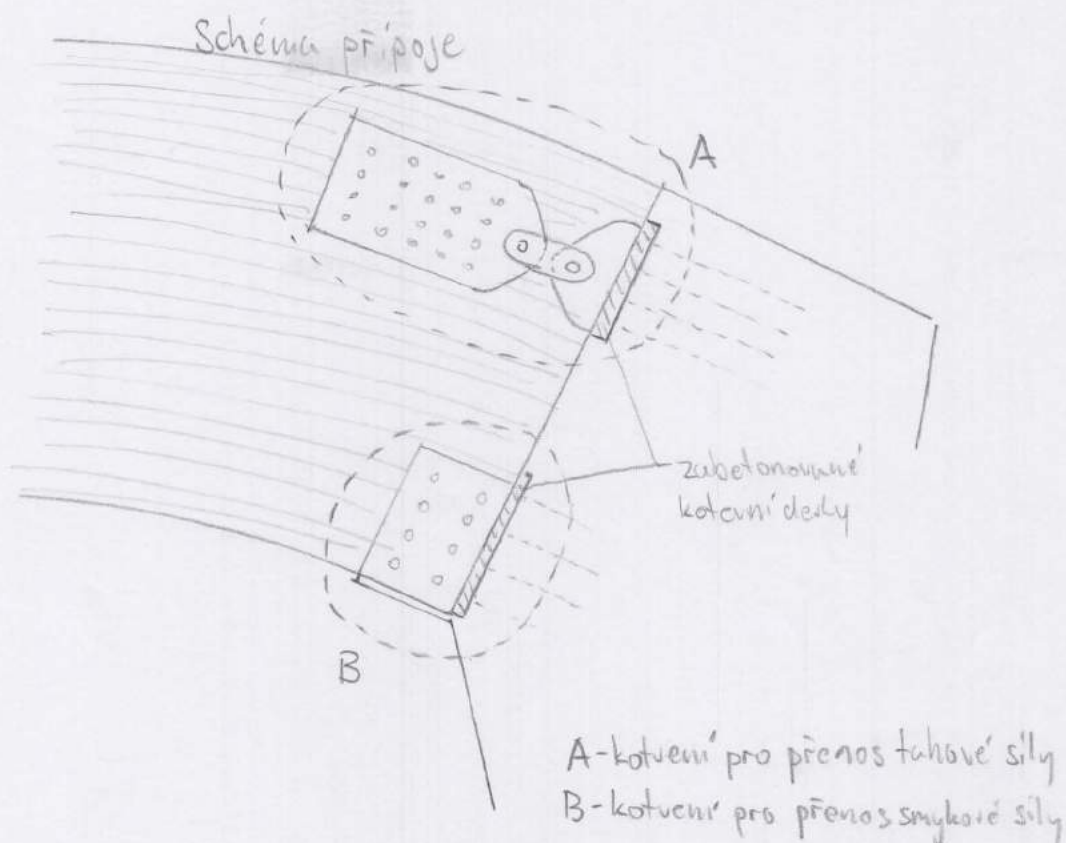 Schéma přípoje
A
zabetonované
kotevní desky
B
A-kotvení pro přenos tahové síly
B-kotvení pro přenos smykové síly